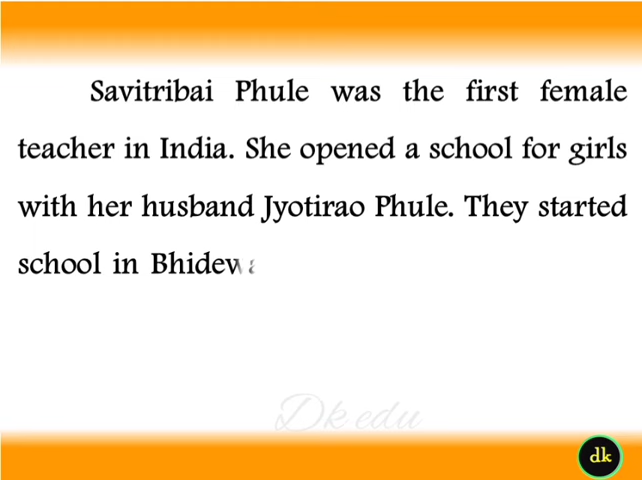 Savitribai Phule was the first female
teacher in India. She opened a school for girls
with her husband Jyotirao Phule. They started
school in
Dk edu
dk